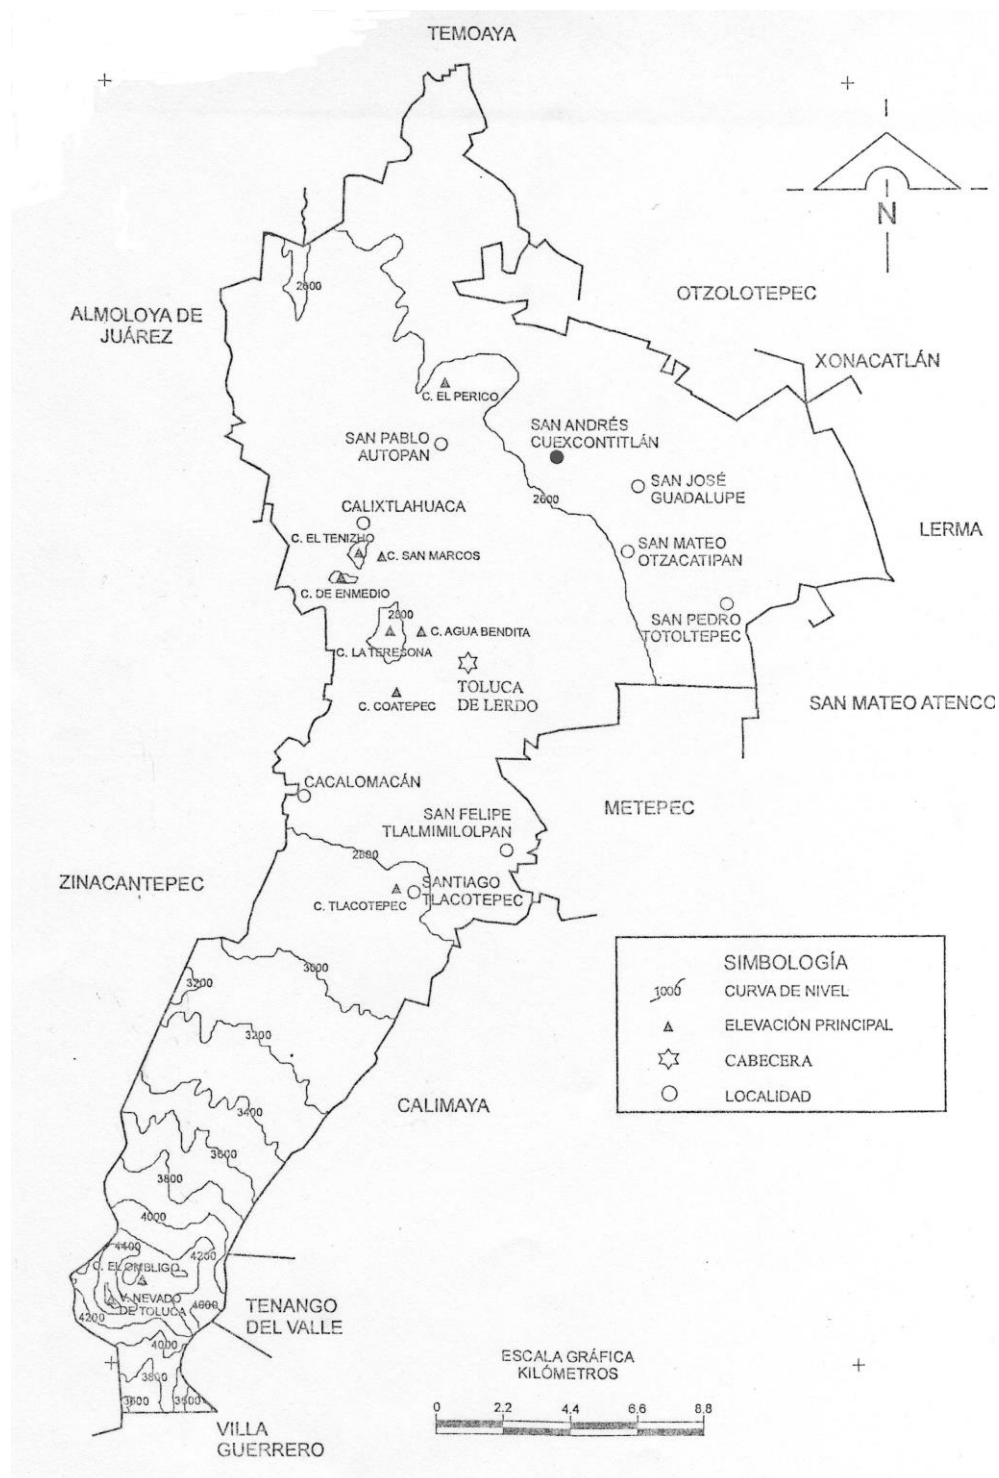 TEMOAYA
N
OTZOLOTEPEC
2600
ALMOLOYA DE
JUÁREZ
XONACATLÁN
C. EL PERICO
SAN PABLO
AUTOPAN
SAN ANDRÉS
CUEXCONTITLÁN
SAN JOSÉ
GUADALUPE
2600
CALIXTLAHUACA
LERMA
C. EL TENIZHO
C. SAN MARCOS
SAN MATEO
OTZACATIPAN
C. DE ENMEDIO
2800
SAN PEDRO
TOTOLTEPEC
C. AGUA BENDITA
C. LA TERESONA
TOLUCA
DE LERDO
C. COATEPEC
SAN MATEO ATENCO
CACALOMACÁN
METEPEC
SAN FELIPE
TLALMIMILOLPAN
2800
ZINACANTEPEC
SANTIAGO
TLACOTEPEC
C. TLACOTEPEC
3000
3200
3200
SIMBOLOGÍA
1000
CURVA DE NIVEL
ELEVACIÓN PRINCIPAL
CABECERA
LOCALIDAD
CALIMAYA
3400
3600
3800
4000
4400
4200
C. EL OMBLIGO
V. NEVADO
DE TOLUCA
4200
4000
TENANGO
DEL VALLE
4000
3800
3600
3600
VILLA
GUERRERO
ESCALA GRÁFICA
KILÓMETROS
0 2.2 4.4 6.6 8.8